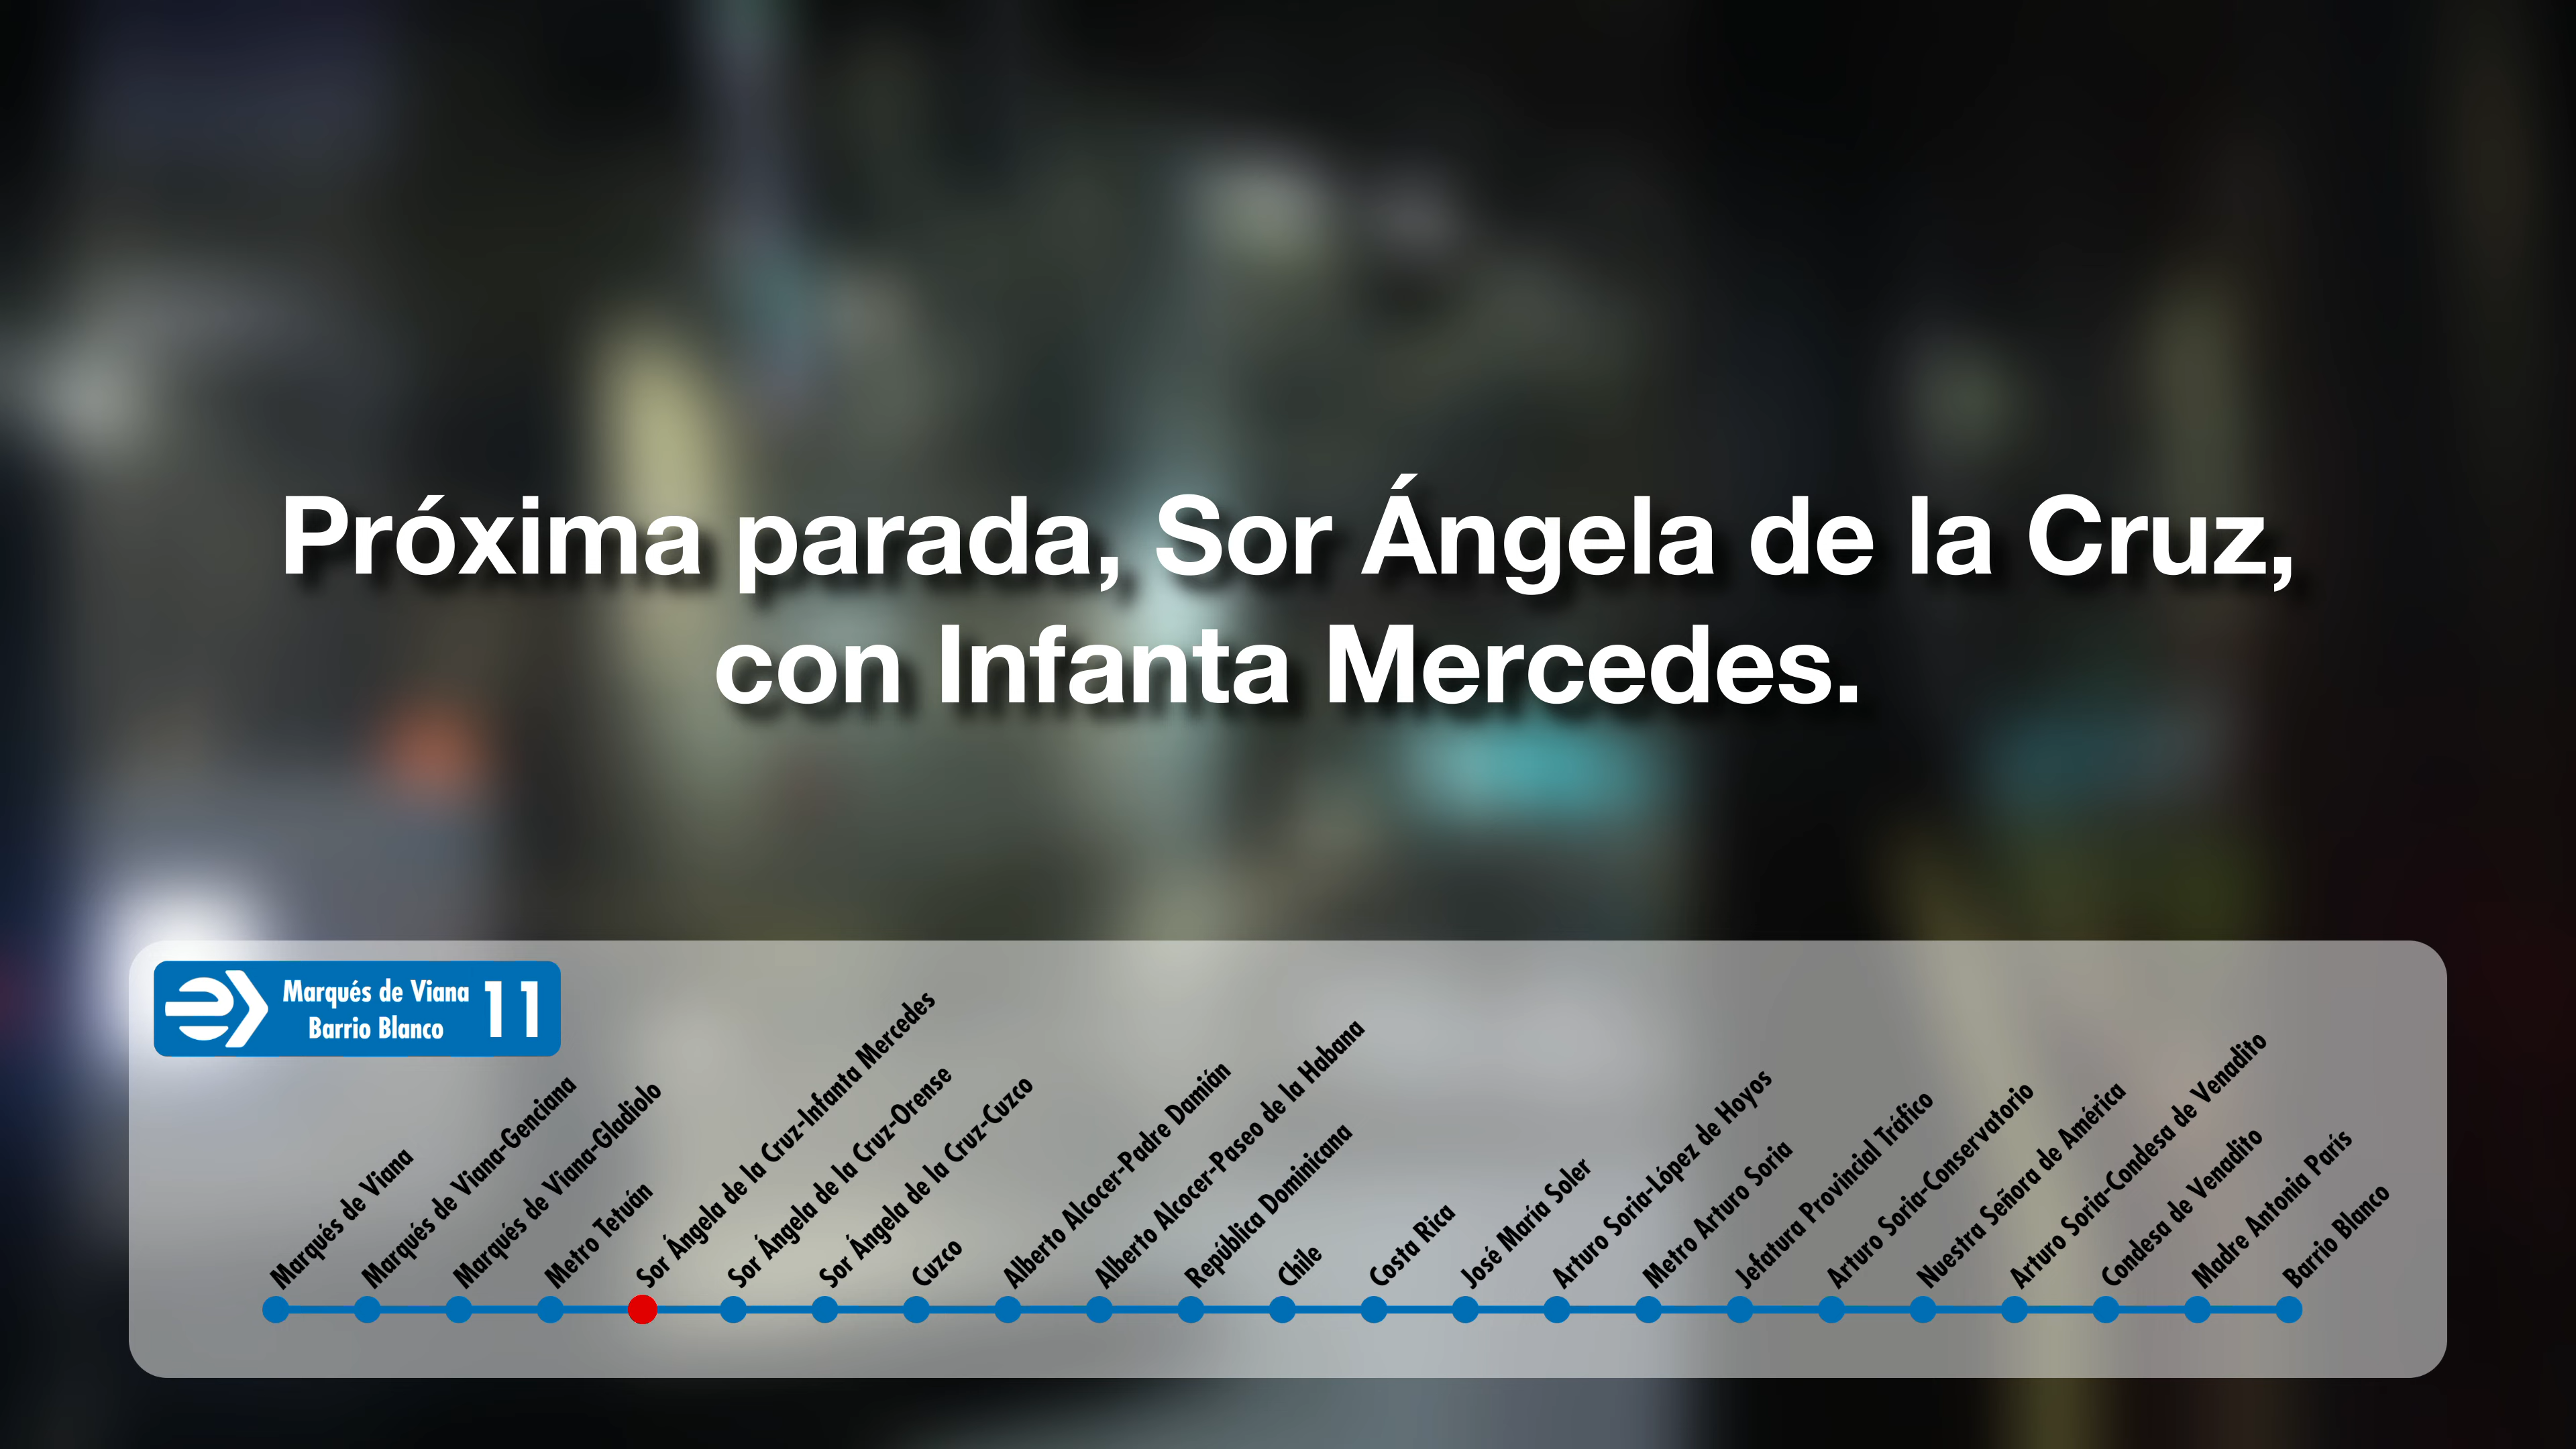 Próxima parada, Sor Ángela de la Cruz,
con Infanta Mercedes.
Marqués de Viana
Barrio Blanco
11
Marqués de Viana
Marqués de Viana-Genciana
Marqués de Viana-Gladiolo
Metro Tetuán
Sor Ángela de la Cruz-Infanta Mercedes
Sor Ángela de la Cruz-Orense
Sor Ángela de la Cruz-Cuzco
Cuzco
Alberto Alcocer-Padre Damián
Alberto Alcocer-Paseo de la Habana
República Dominicana
Chile
Costa Rica
José María Soler
Arturo Soria-López de Hoyos
Metro Arturo Soria
Jefatura Provincial Tráfico
Arturo Soria-Conservatorio
Nuestra Señora de América
Arturo Soria-Condesa de Venadito
Condesa de Venadito
Madre Antonia París
Barrio Blanco